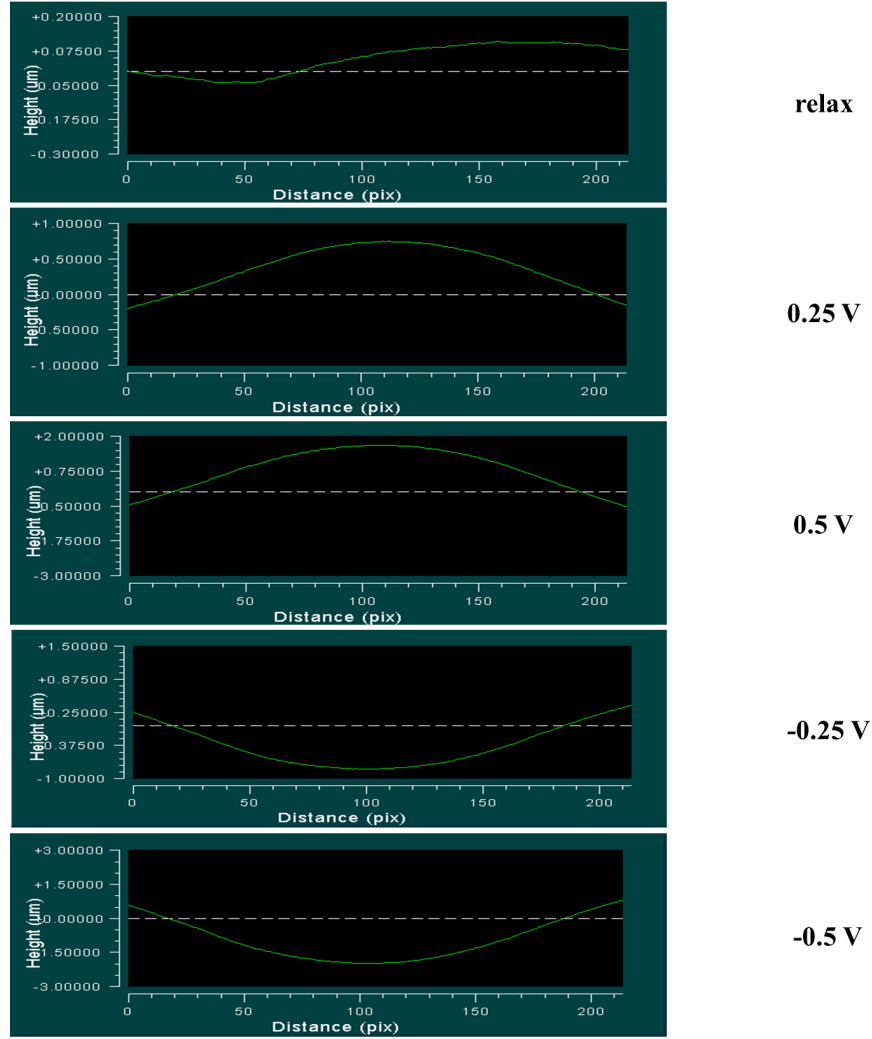 +0.20000
+0.07500
0.05000
0.17500
-0.30000
Height (um)
0 50 100 150 200
Distance (pix)
relax
+1.00000
+0.50000
0.00000
0.50000
-1.00000
Height (um)
0 50 100 150 200
Distance (pix)
0.25 V
+2.00000
+0.75000
0.50000
1.75000
-3.00000
Height (um)
0 50 100 150 200
Distance (pix)
0.5 V
+1.50000
+0.87500
0.25000
0.37500
-1.00000
Height (um)
0 50 100 150 200
Distance (pix)
-0.25 V
+3.00000
+1.50000
0.00000
1.50000
-3.00000
Height (um)
0 50 100 150 200
Distance (pix)
-0.5 V